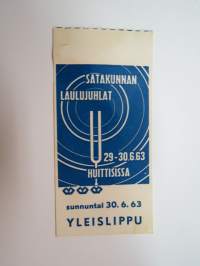 SATAKUNNAN
LAULUJUHLAT
29-30.6.63
HUITTISISSA
sunnuntai 30. 6. 63
YLEISLIPPU